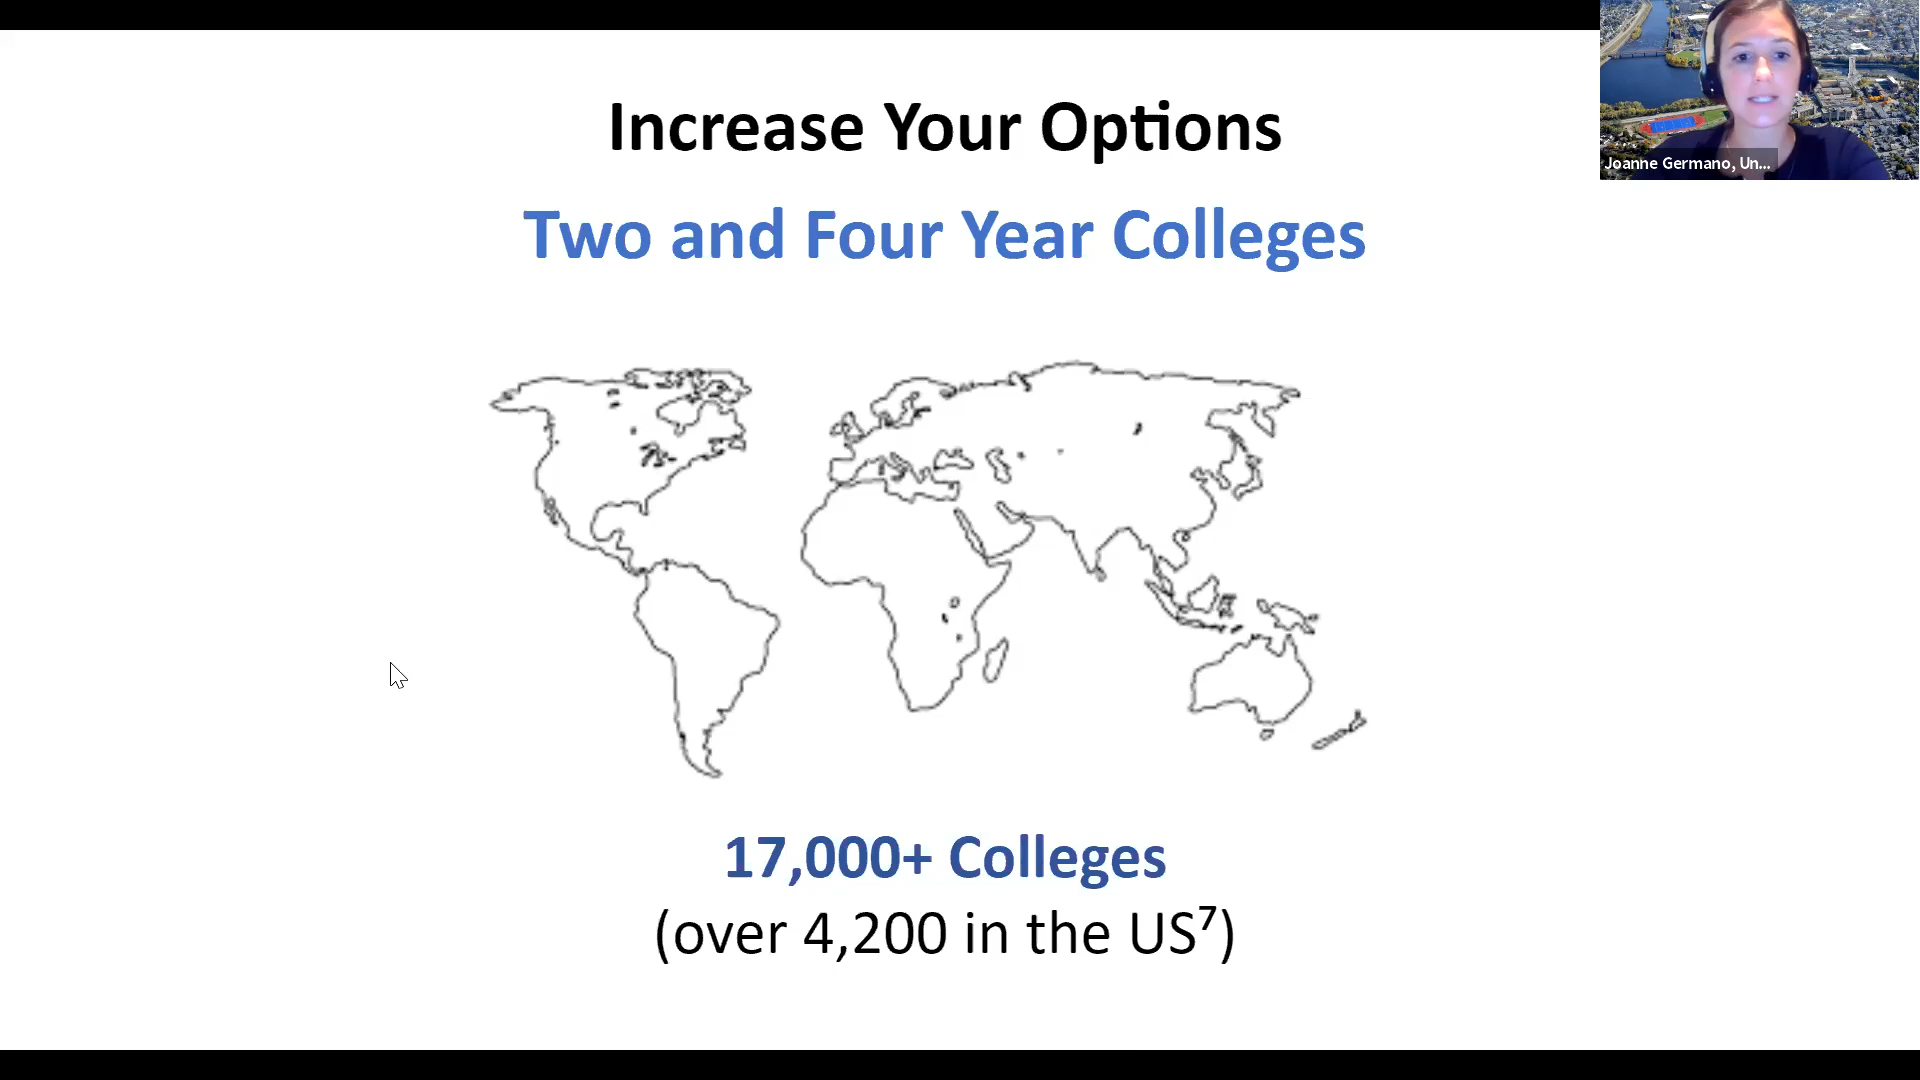 Increase Your Options
Two and Four Year Colleges
17,000+ Colleges
(over 4,200 in the US⁷)
Joanne Germano, Un...